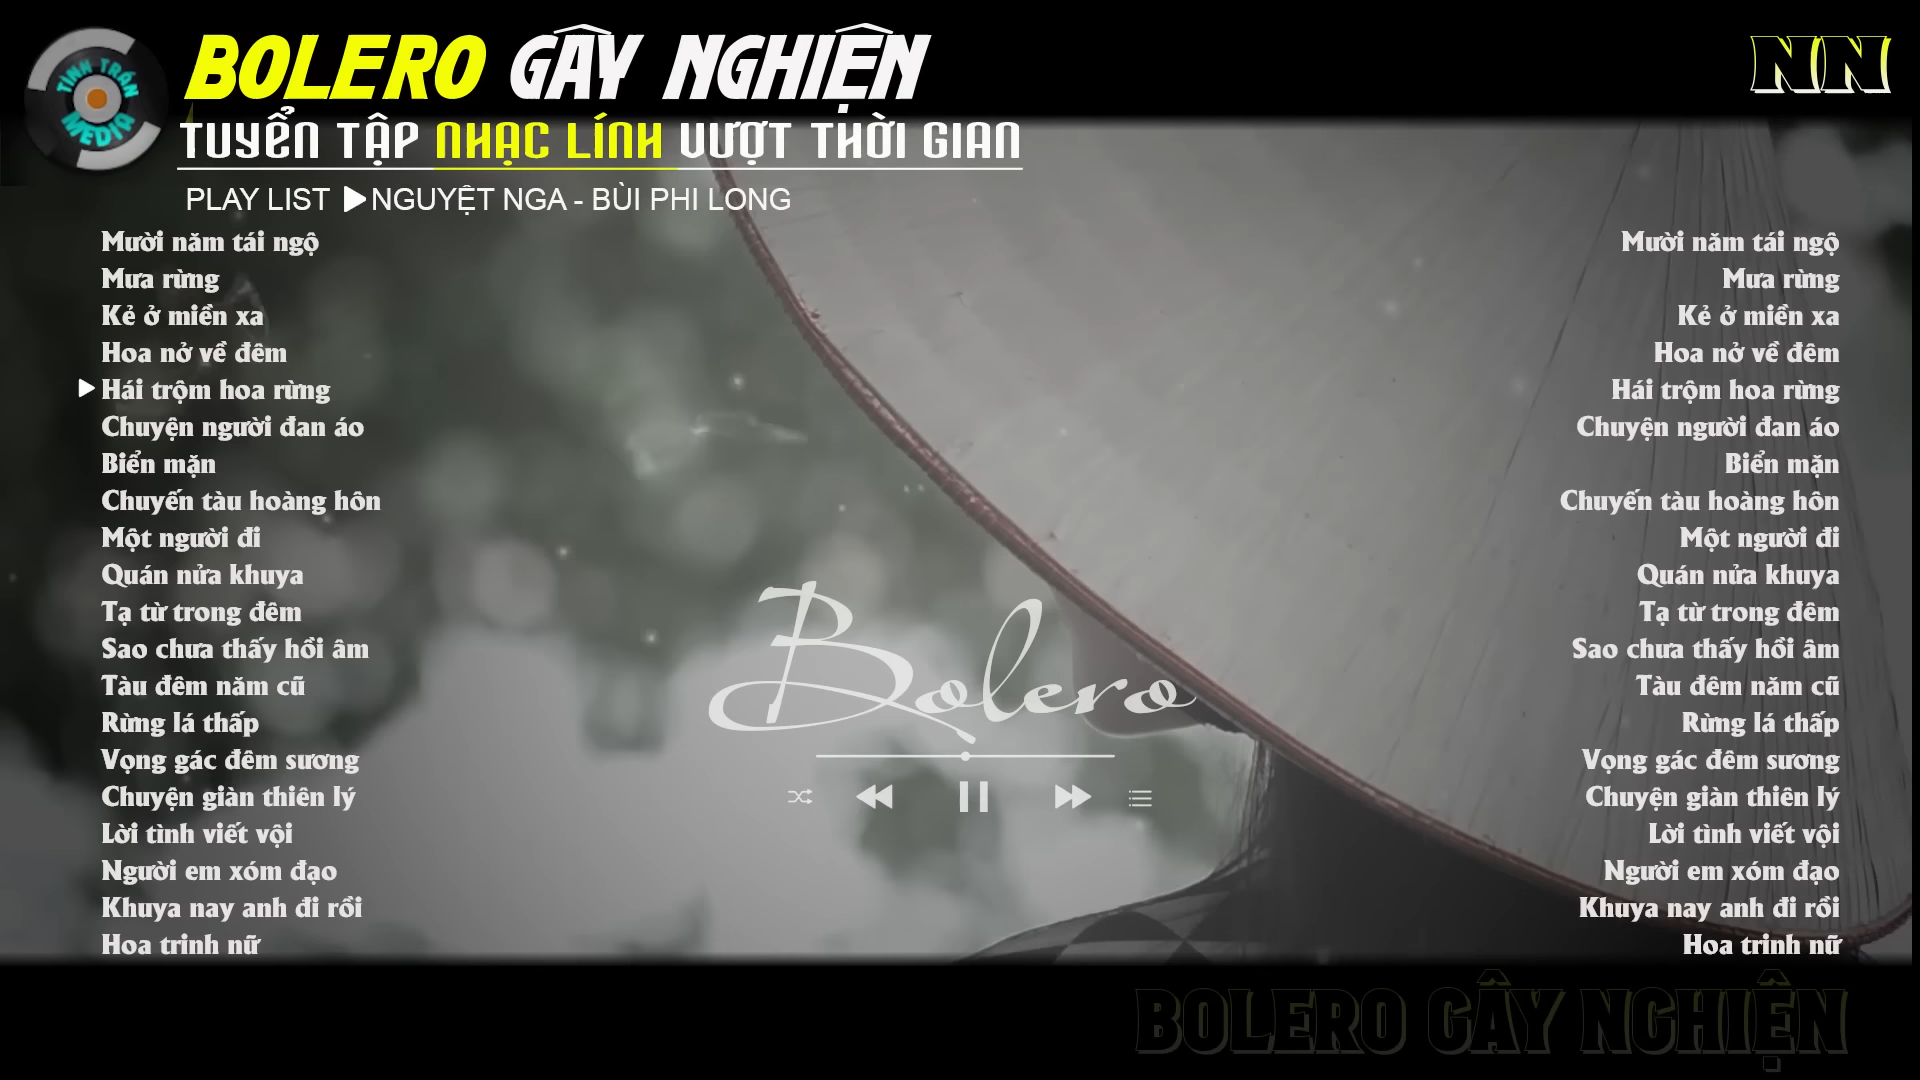 TÌNH TRẦN
MEDIA
BOLERO GÂY NGHIỆN
NN
TUYỂN TẬP NHẠC LÍNH VƯỢT THỜI GIAN
PLAY LIST NGUYỆT NGA - BÙI PHI LONG
Mười năm tái ngộ
Mưa rừng
Kẻ ở miền xa
Hoa nở về đêm
Hái trộm hoa rừng
Chuyện người đan áo
Biển mặn
Chuyến tàu hoàng hôn
Một người đi
Quán nửa khuya
Tạ từ trong đêm
Sao chưa thấy hồi âm
Tàu đêm năm cũ
Rừng lá thấp
Vọng gác đêm sương
Chuyện giàn thiên lý
Lời tình viết vội
Người em xóm đạo
Khuya nay anh đi rồi
Hoa trinh nữ
Bolero
Mười năm tái ngộ
Mưa rừng
Kẻ ở miền xa
Hoa nở về đêm
Hái trộm hoa rừng
Chuyện người đan áo
Biển mặn
Chuyến tàu hoàng hôn
Một người đi
Quán nửa khuya
Tạ từ trong đêm
Sao chưa thấy hồi âm
Tàu đêm năm cũ
Rừng lá thấp
Vọng gác đêm sương
Chuyện giàn thiên lý
Lời tình viết vội
Người em xóm đạo
Khuya nay anh đi rồi
Hoa trinh nữ
BOLERO GÂY NGHIỆN